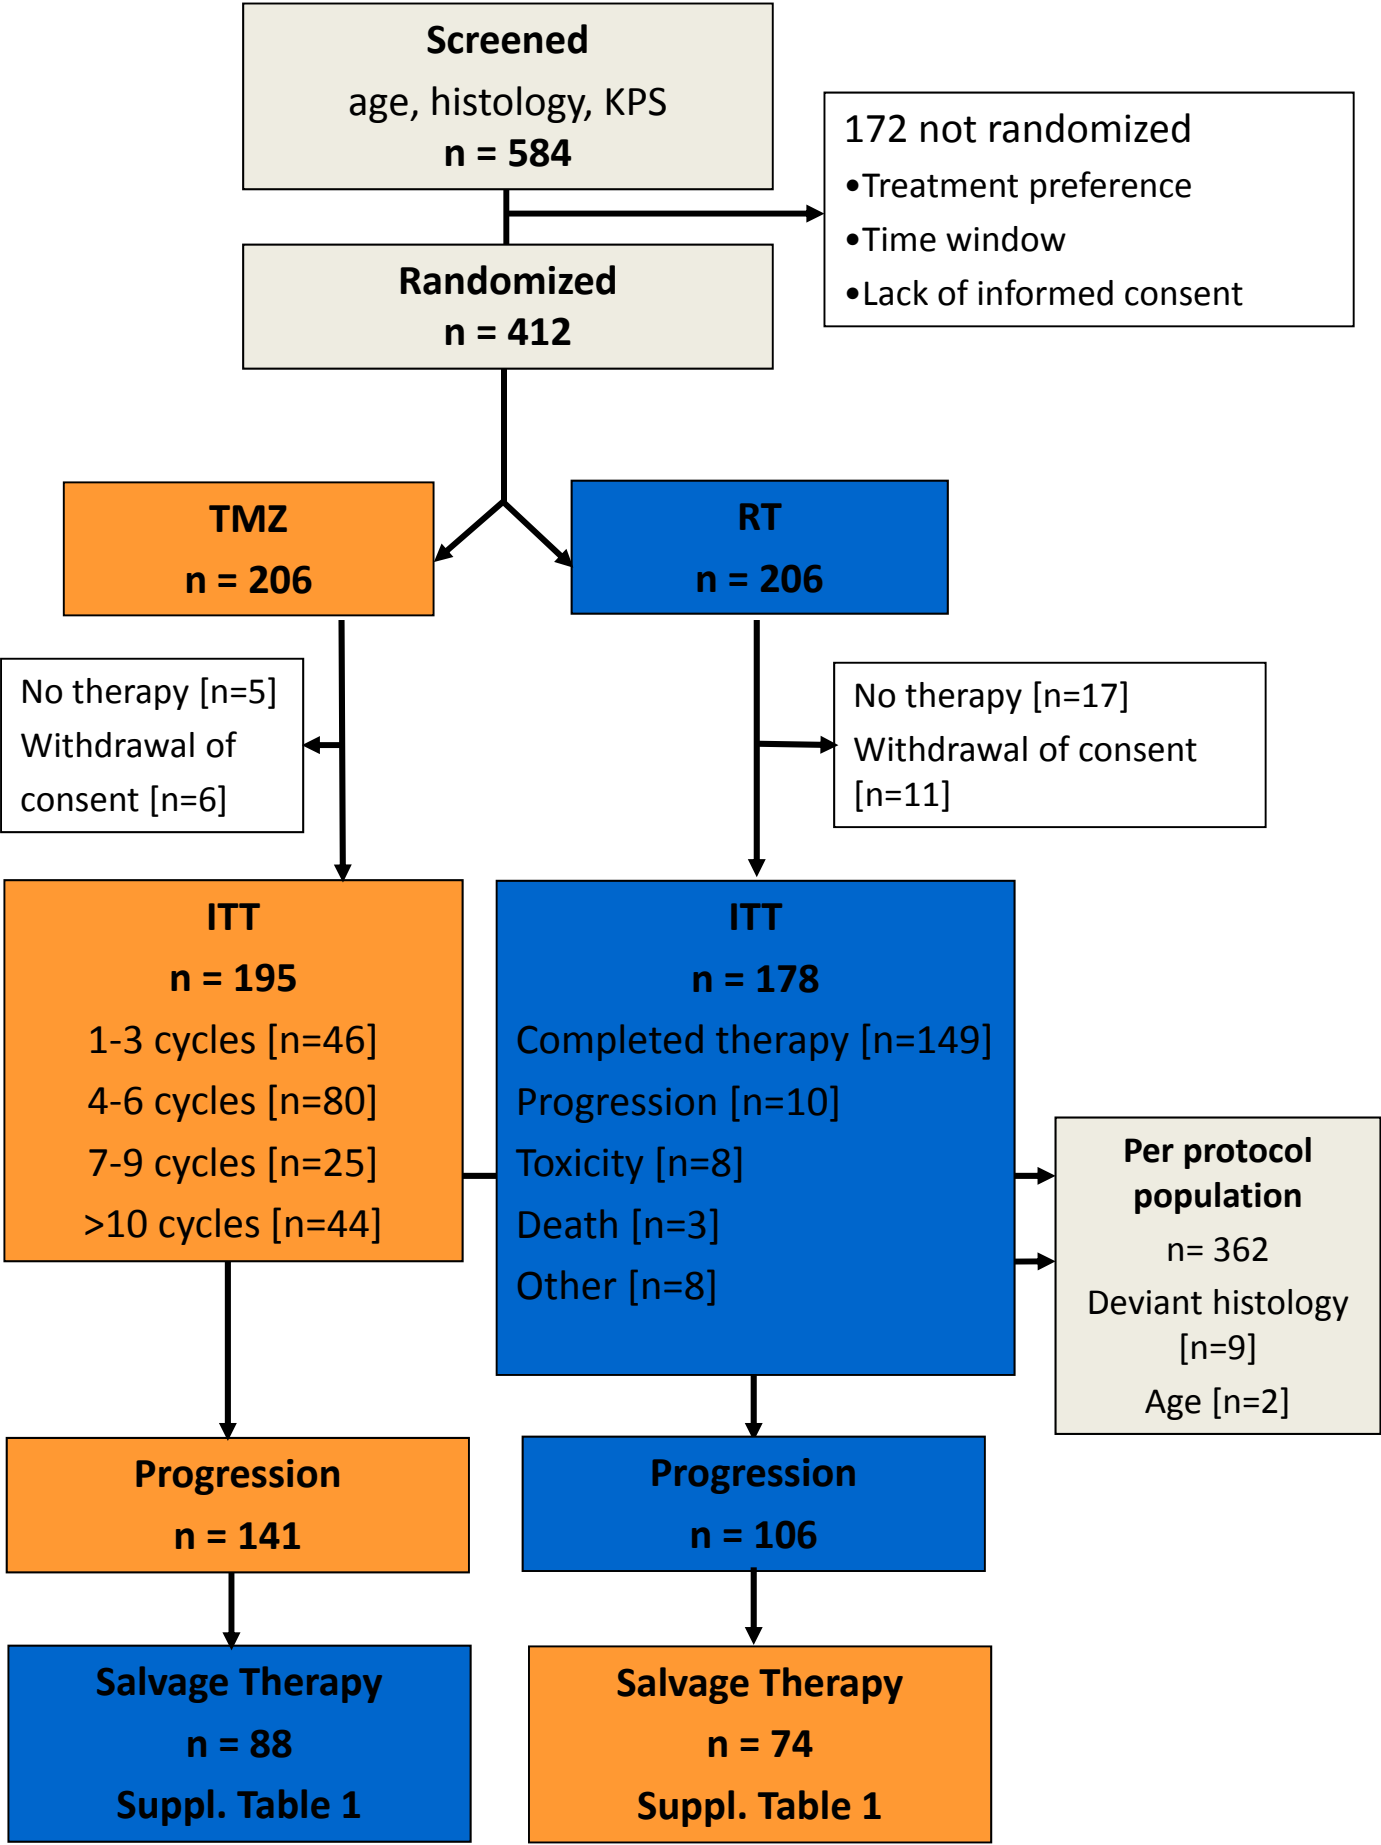 Screened
age, histology, KPS
n = 584
172 not randomized
•Treatment preference
•Time window
•Lack of informed consent
Randomized
n = 412
TMZ
n = 206
RT
n = 206
No therapy [n=5]
Withdrawal of
consent [n=6]
No therapy [n=17]
Withdrawal of consent
[n=11]
ITT
n = 195
1-3 cycles [n=46]
4-6 cycles [n=80]
7-9 cycles [n=25]
>10 cycles [n=44]
ITT
n = 178
Completed therapy [n=149]
Progression [n=10]
Toxicity [n=8]
Death [n=3]
Other [n=8]
Per protocol
population
n= 362
Deviant histology
[n=9]
Age [n=2]
Progression
n = 141
Progression
n = 106
Salvage Therapy
n = 88
Suppl. Table 1
Salvage Therapy
n = 74
Suppl. Table 1